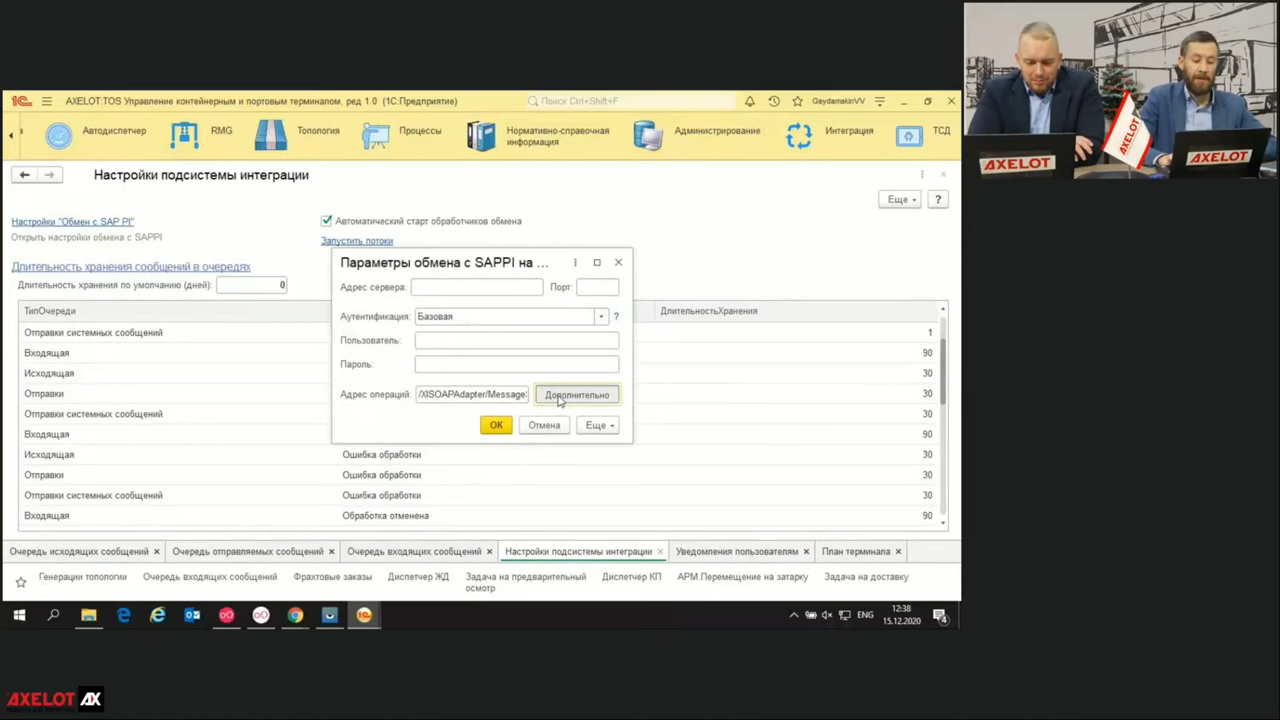 AXELOT:TOS Управление контейнерным и портовым терминалом, ред 1.0 (1С:Предприятие)
Поиск Ctrl+Shift+F
GaydamakinVV
Автодиспетчер
RMG
Топология
Процессы
Нормативно-справочная
информация
Администрирование
Интеграция
ТСД
Настройки подсистемы интеграции
Еще
?
Настройки "Обмен с SAP PI"
Открыть настройки обмена с SAPPI
Автоматический старт обработчиков обмена
Запустить потоки
Длительность хранения сообщений в очередях
Длительность хранения по умолчанию (дней):
0
ТипОчереди
ДлительностьХранения
Отправки системных сообщений
1
Входящая
90
Исходящая
30
Отправки
30
Отправки системных сообщений
30
Входящая
90
Исходящая
Ошибка обработки
30
Отправки
Ошибка обработки
30
Отправки системных сообщений
Ошибка обработки
30
Входящая
Обработка отменена
90
Параметры обмена с SAPPI на ...
Адрес сервера:
Порт:
Аутентификация:
Базовая
?
Пользователь:
Пароль:
Адрес операций:
/XISOAPAdapter/Message
Дополнительно
ОК
Отмена
Еще
Очередь исходящих сообщений
Очередь отправляемых сообщений
Очередь входящих сообщений
Настройки подсистемы интеграции
Уведомления пользователям
План терминала
Генерации топологии
Очередь входящих сообщений
Фрахтовые заказы
Диспетчер ЖД
Задача на предварительный
осмотр
Диспетчер КП
АРМ.Перемещение на затарку
Задача на доставку
ENG
12:38
15.12.2020
4
AXELOT
AXELOT
AXELOT
AXELOT AX